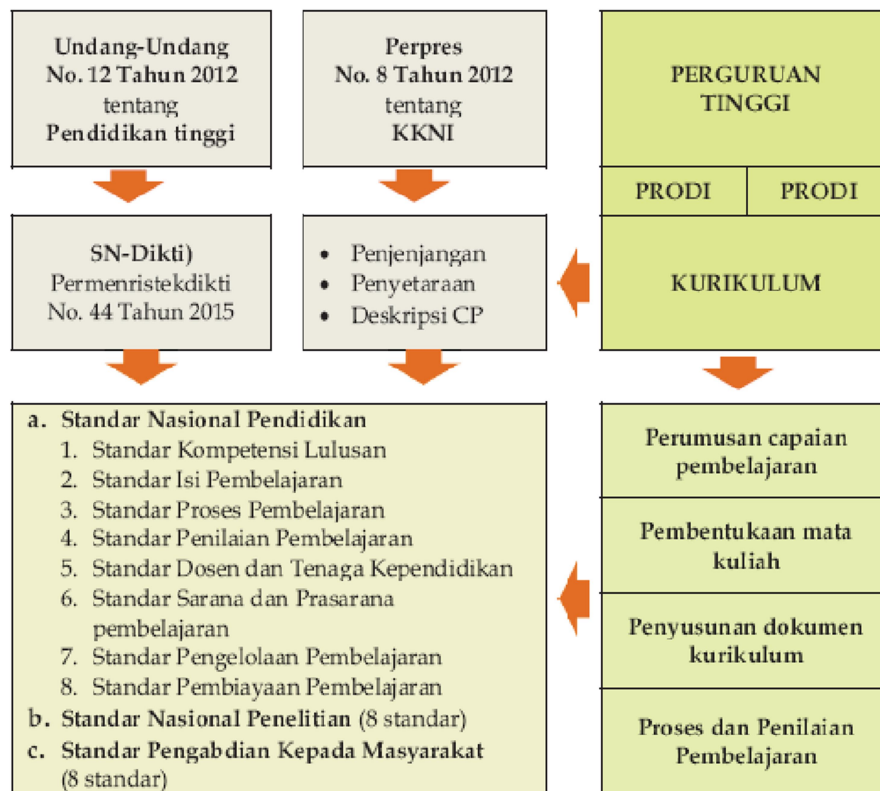 Undang-Undang
No. 12 Tahun 2012
tentang
Pendidikan tinggi
Perpres
No. 8 Tahun 2012
tentang
KKNI
PERGURUAN
TINGGI
PRODI
PRODI
SN-Dikti)
Permenristekdikti
No. 44 Tahun 2015
• Penjenjangan
• Penyetaraan
• Deskripsi CP
KURIKULUM
a. Standar Nasional Pendidikan
1. Standar Kompetensi Lulusan
2. Standar Isi Pembelajaran
3. Standar Proses Pembelajaran
4. Standar Penilaian Pembelajaran
5. Standar Dosen dan Tenaga Kependidikan
6. Standar Sarana dan Prasarana
pembelajaran
7. Standar Pengelolaan Pembelajaran
8. Standar Pembiayaan Pembelajaran
b. Standar Nasional Penelitian (8 standar)
c. Standar Pengabdian Kepada Masyarakat
(8 standar)
Perumusan capaian
pembelajaran
Pembentukaan mata
kuliah
Penyusunan dokumen
kurikulum
Proses dan Penilaian
Pembelajaran